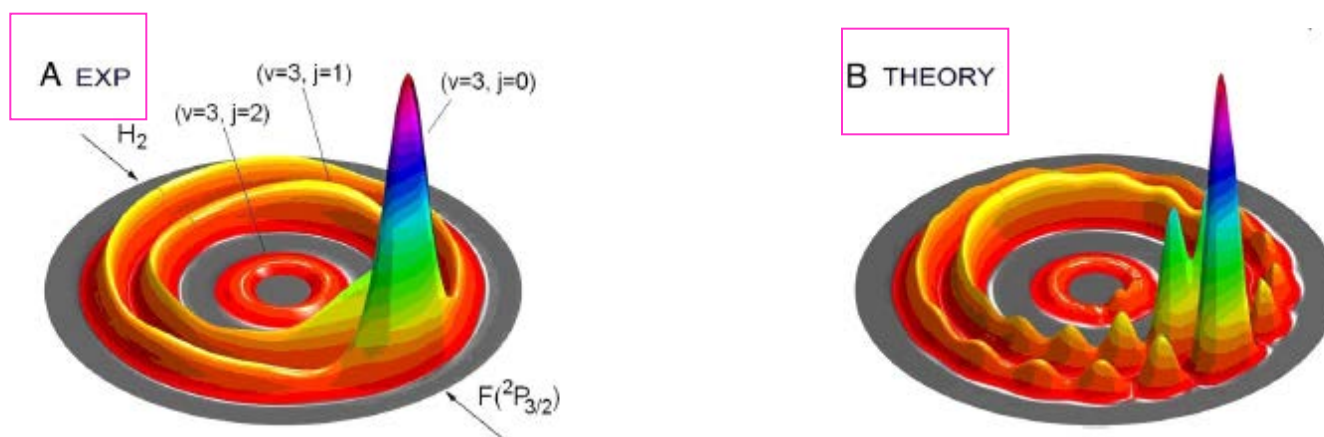 A EXP
(v=3, j=1)
(v=3, j=0)
(v=3, j=2)
H₂
F(²P₃/₂)
B THEORY